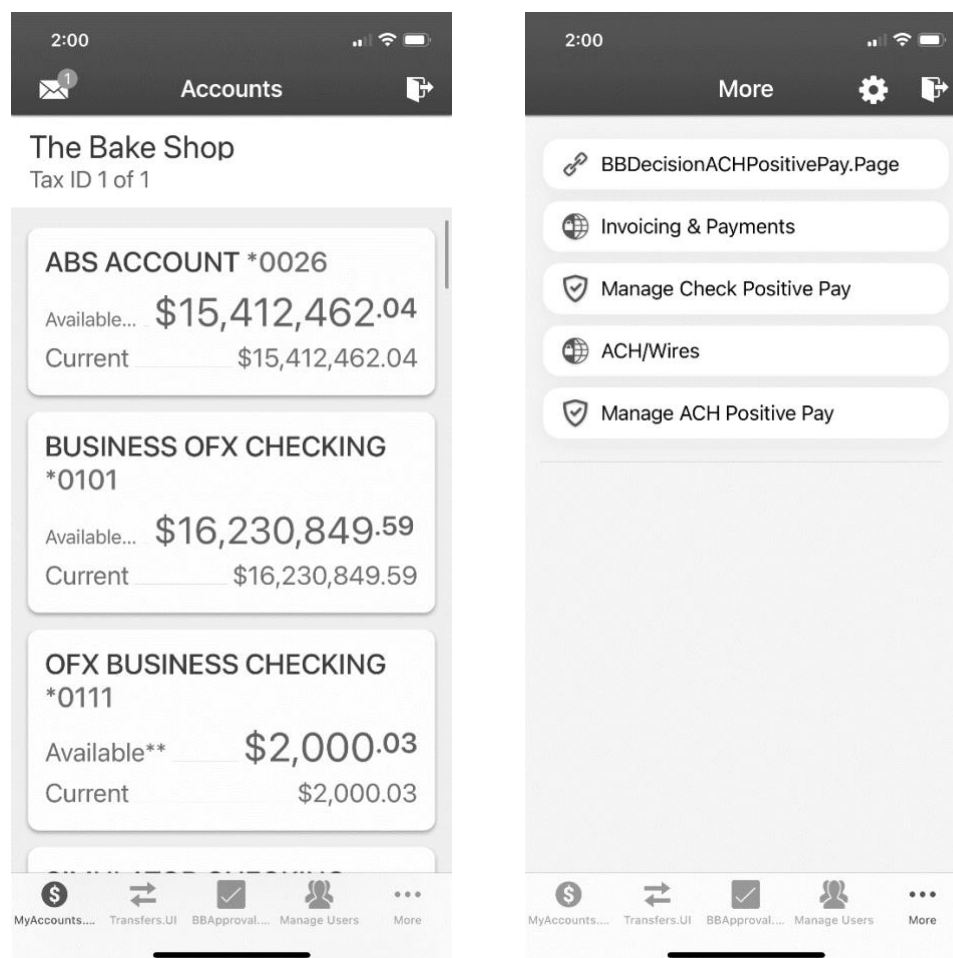 2:00
1
Accounts
The Bake Shop
Tax ID 1 of 1
ABS ACCOUNT *0026
Available... $15,412,462.04
Current $15,412,462.04
BUSINESS OFX CHECKING
*0101
Available... $16,230,849.59
Current $16,230,849.59
OFX BUSINESS CHECKING
*0111
Available** $2,000.03
Current $2,000.03
MyAccounts.... Transfers.UI BBApproval.... Manage Users More
2:00
More
BBDecisionACHPositivePay.Page
Invoicing & Payments
Manage Check Positive Pay
ACH/Wires
Manage ACH Positive Pay
MyAccounts.... Transfers.UI BBApproval.... Manage Users More